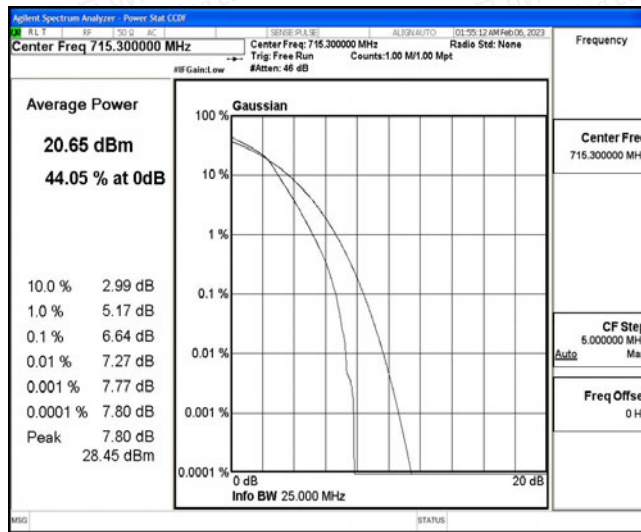 Agilent Spectrum Analyzer - Power Stat CCDF
R L T RF 50 Ω AC SENSE:PULSE ALIGN AUTO 01:55:12 AM Feb 06, 2023
Center Freq 715.300000 MHz
Center Freq: 715.300000 MHz Radio Std: None
Trig: Free Run Counts:1.00 M/1.00 Mpt
#IFGain:Low #Atten: 46 dB
Frequency
Average Power
20.65 dBm
44.05 % at 0dB
10.0 % 2.99 dB
1.0 % 5.17 dB
0.1 % 6.64 dB
0.01 % 7.27 dB
0.001 % 7.77 dB
0.0001 % 7.80 dB
Peak 7.80 dB
28.45 dBm
Gaussian
100 %
10 %
1 %
0.1 %
0.01 %
0.001 %
0.0001 %
0 dB 20 dB
Info BW 25.000 MHz
Center Fre
715.300000 MH
CF Step
5.000000 MH
Auto Ma
Freq Offse
0 H
MSG STATUS